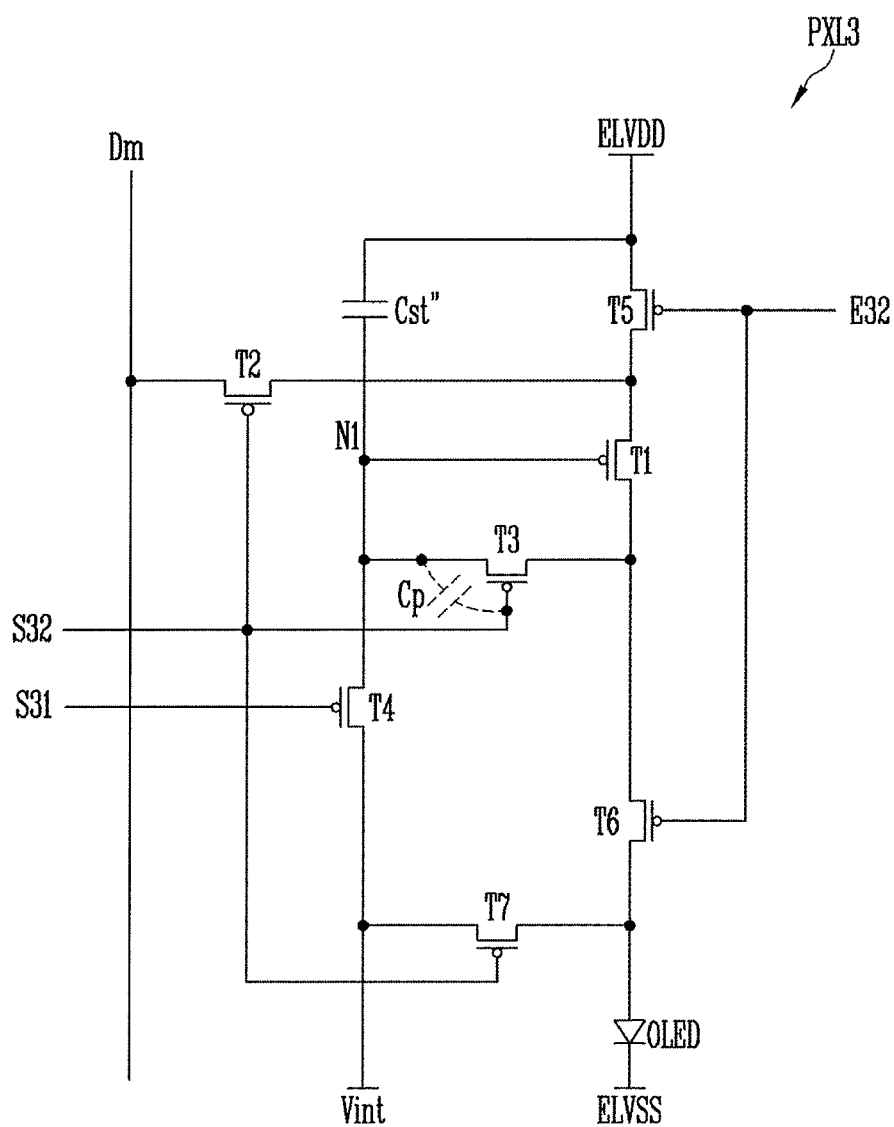 PXL3
ELVDD
Dm
Cst"
T5
E32
T2
N1
T1
T3
Cp
S32
S31
T4
T6
T7
OLED
Vint
ELVSS